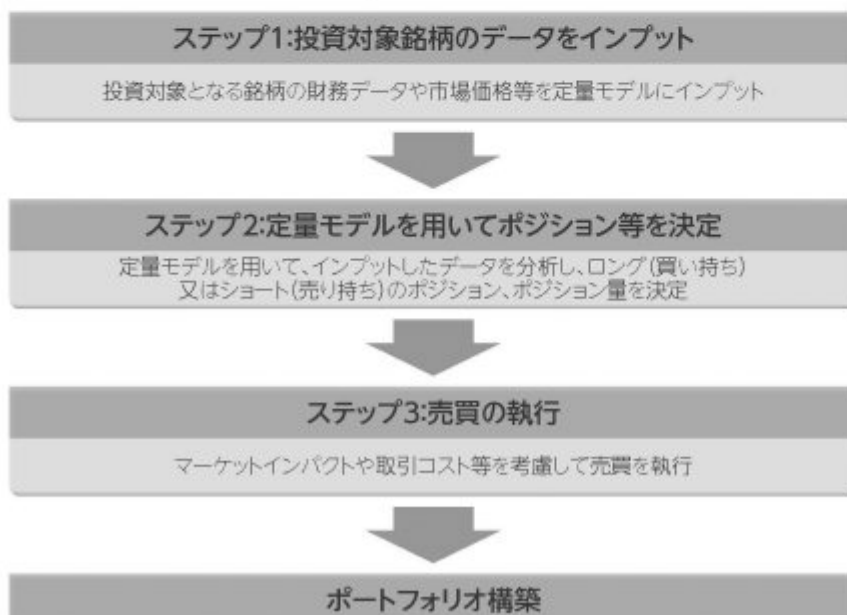 ステップ1:投資対象銘柄のデータをインプット
投資対象となる銘柄の財務データや市場価格等を定量モデルにインプット
ステップ2:定量モデルを用いてポジション等を決定
定量モデルを用いて、インプットしたデータを分析し、ロング(買い持ち)
又はショート(売り持ち)のポジション、ポジション量を決定
ステップ3:売買の執行
マーケットインパクトや取引コスト等を考慮して売買を執行
ポートフォリオ構築